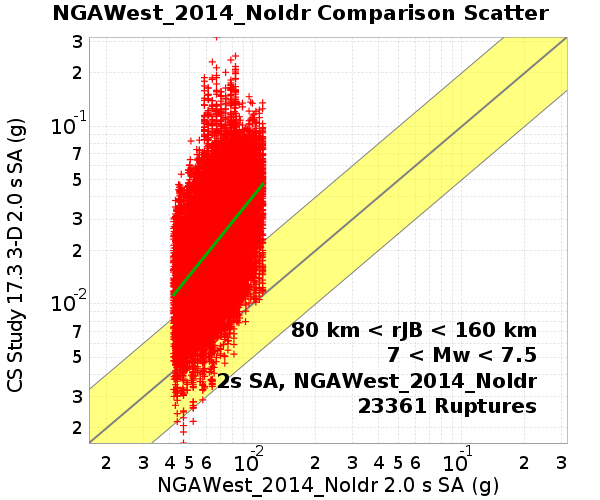 NGAWest_2014_NoIdr Comparison Scatter
CS Study 17.3 3-D 2.0 s SA (g)
3
2
10^-1
7
5
3
2
10^-2
7
5
3
2
80 km < rJB < 160 km
7 < Mw < 7.5
2s SA, NGAWest_2014_NoIdr
23361 Ruptures
2 3 4 5 6 10^-2 2 3 4 5 6 10^-1 2 3
NGAWest_2014_NoIdr 2.0 s SA (g)